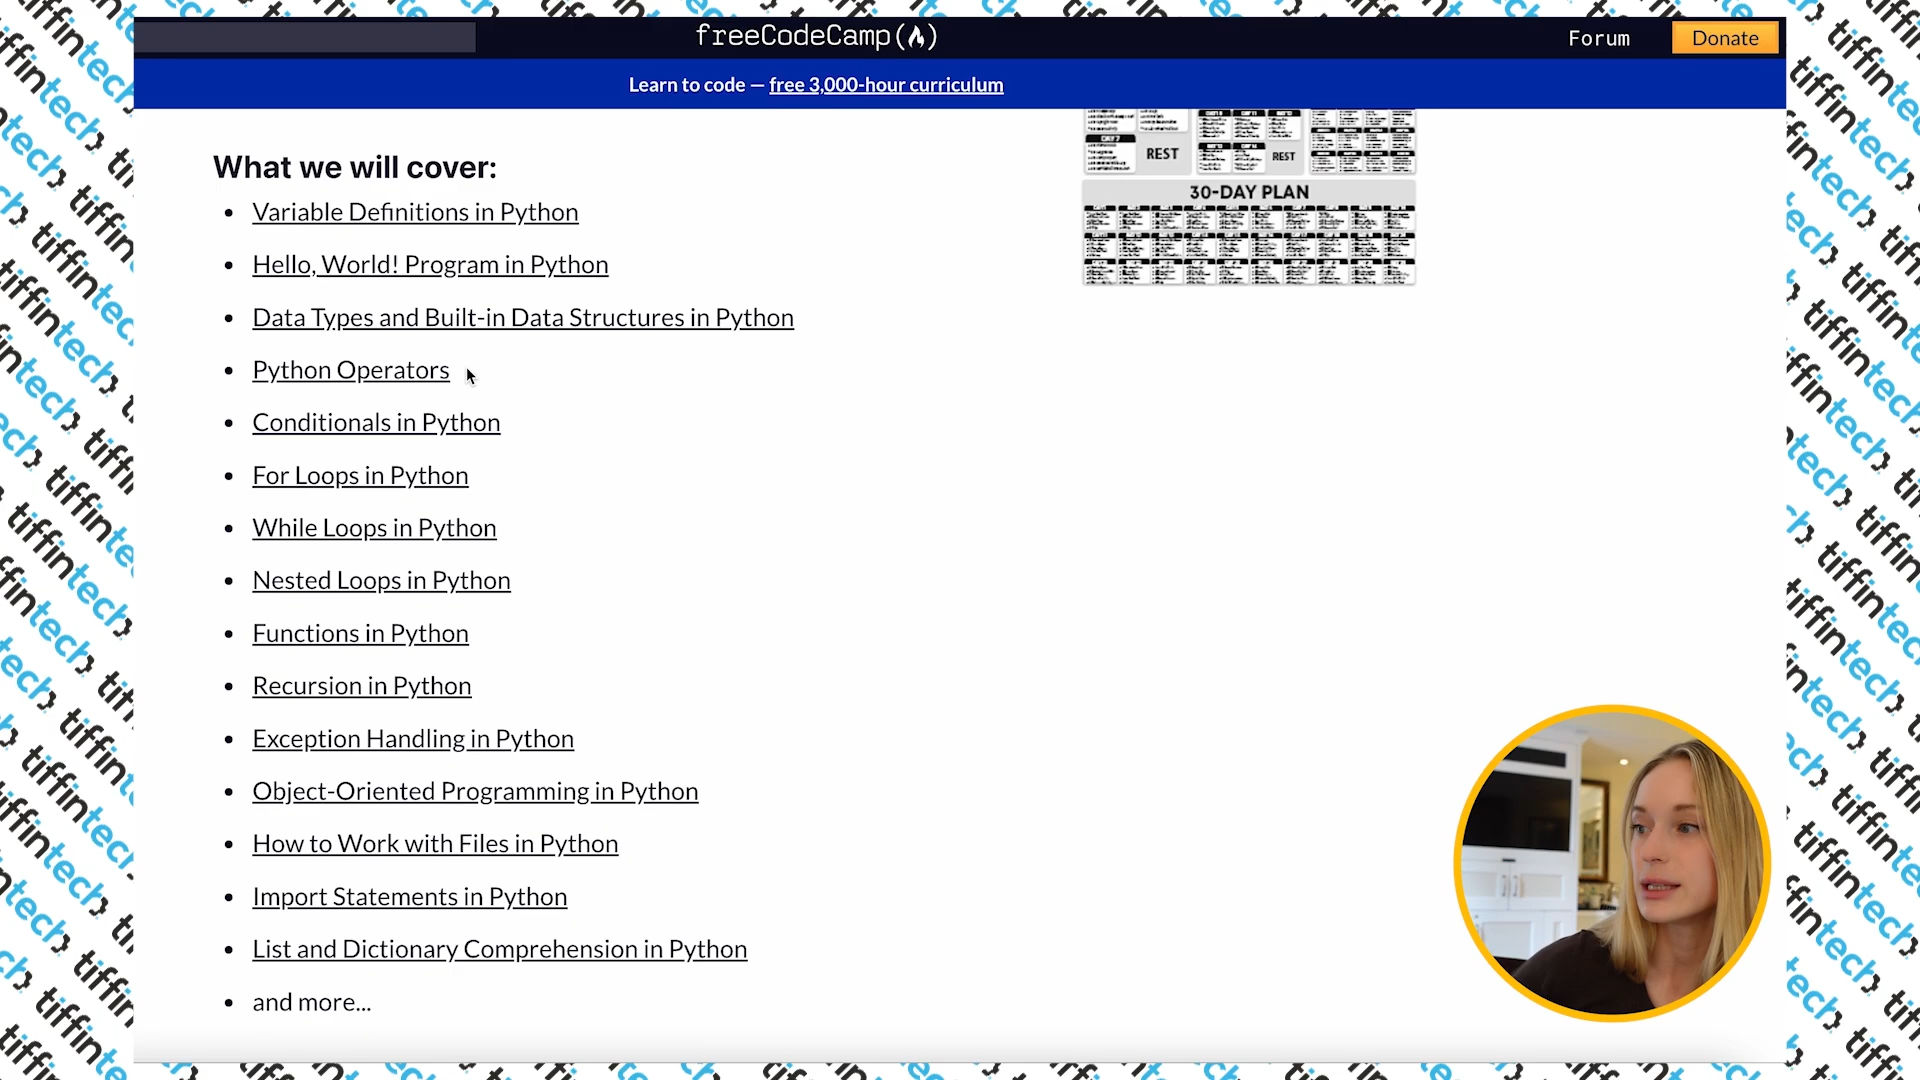 freeCodeCamp(🔥)
Forum
Donate
Learn to code — free 3,000-hour curriculum
REST
REST
30-DAY PLAN
What we will cover:
Variable Definitions in Python
Hello, World! Program in Python
Data Types and Built-in Data Structures in Python
Python Operators
Conditionals in Python
For Loops in Python
While Loops in Python
Nested Loops in Python
Functions in Python
Recursion in Python
Exception Handling in Python
Object-Oriented Programming in Python
How to Work with Files in Python
Import Statements in Python
List and Dictionary Comprehension in Python
and more...
tiffintech